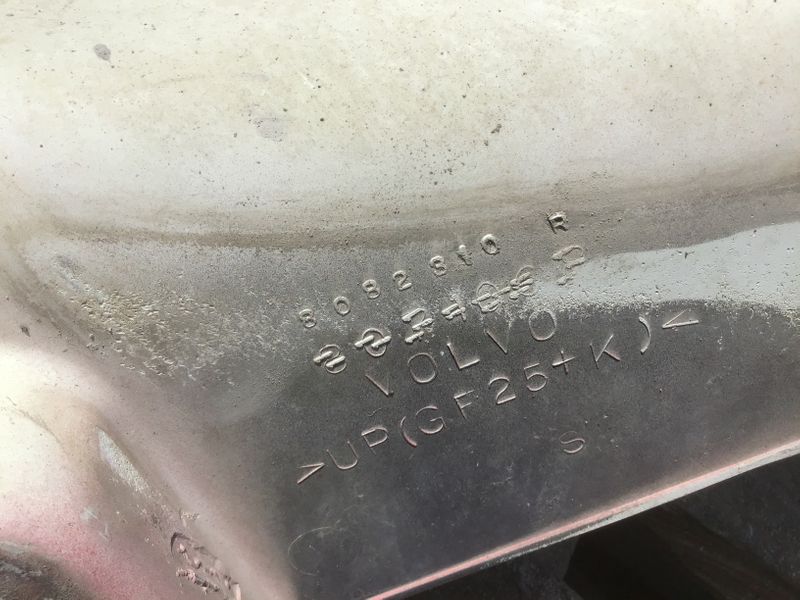 8082810 R
VOLVO
>UP(GF25+K)<
S